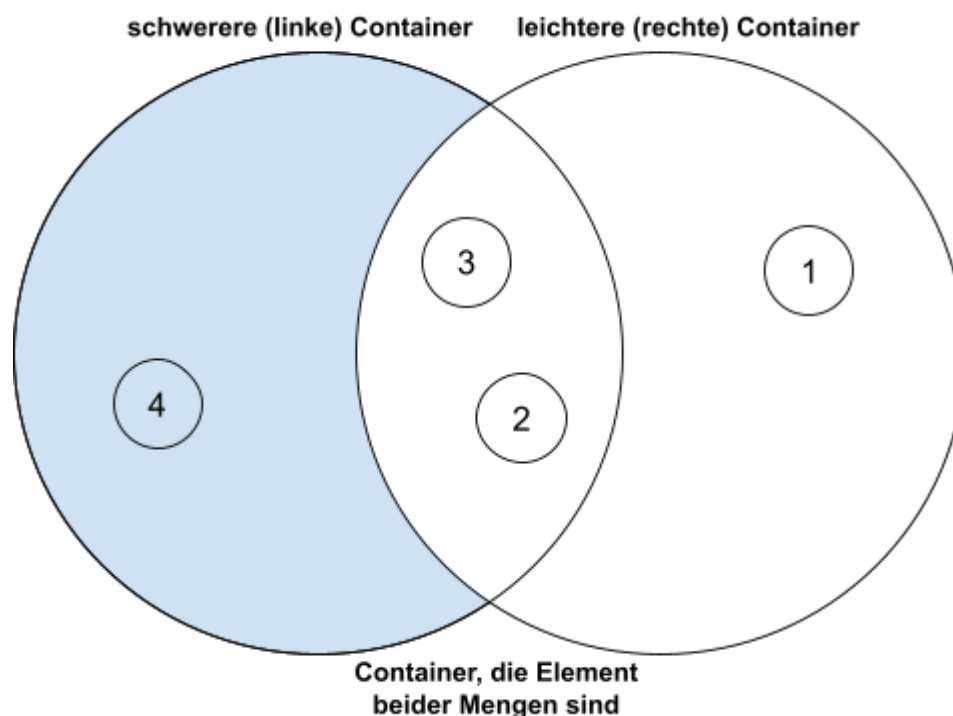 schwerere (linke) Container
leichtere (rechte) Container
3
1
4
2
Container, die Element
beider Mengen sind